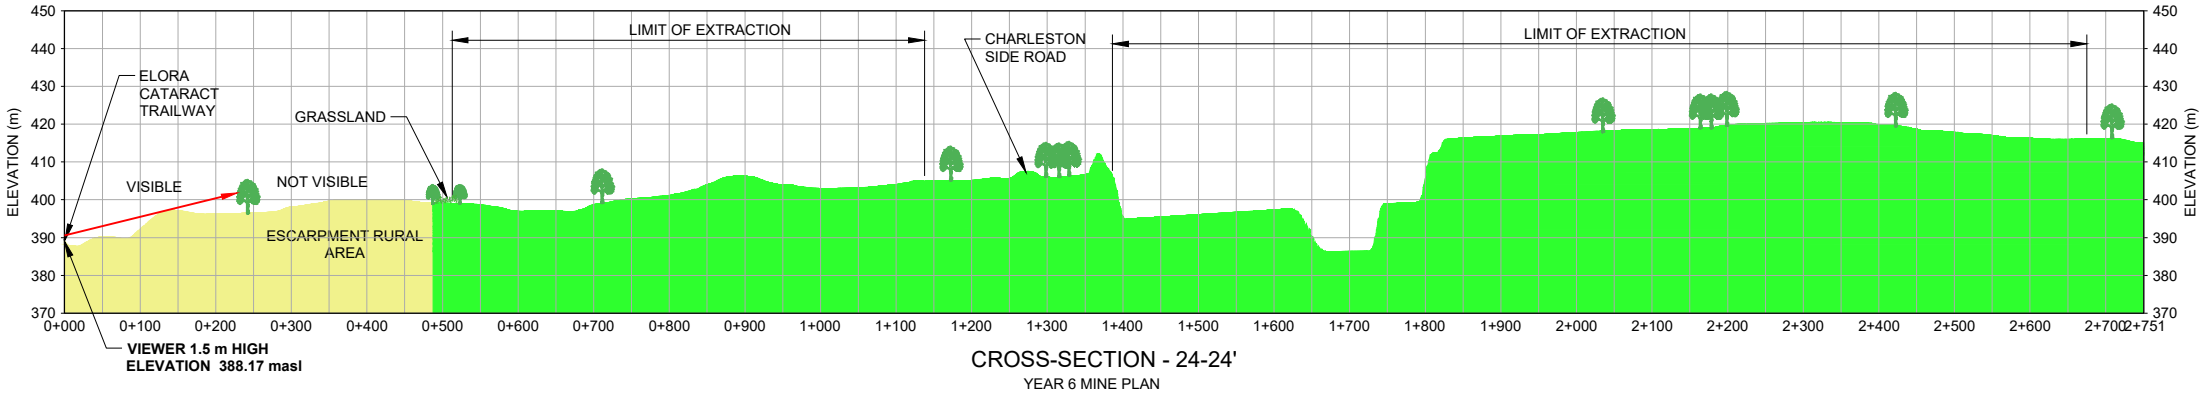 450
440
430
420
410
400
390
380
370
ELEVATION (m)
LIMIT OF EXTRACTION
LIMIT OF EXTRACTION
CHARLESTON
SIDE ROAD
ELORA
CATARACT
TRAILWAY
GRASSLAND
VISIBLE
NOT VISIBLE
ESCARPMENT RURAL
AREA
450
440
430
420
410
400
390
380
370
ELEVATION (m)
0+000 0+100 0+200 0+300 0+400 0+500 0+600 0+700 0+800 0+900 1+000 1+100 1+200 1+300 1+400 1+500 1+600 1+700 1+800 1+900 2+000 2+100 2+200 2+300 2+400 2+500 2+600 2+700 2+751
VIEWER 1.5 m HIGH
ELEVATION 388.17 masl
CROSS-SECTION - 24-24'
YEAR 6 MINE PLAN